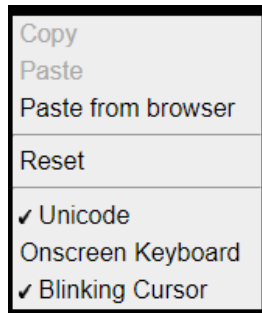 Copy
Paste
Paste from browser
Reset
✓ Unicode
Onscreen Keyboard
✓ Blinking Cursor